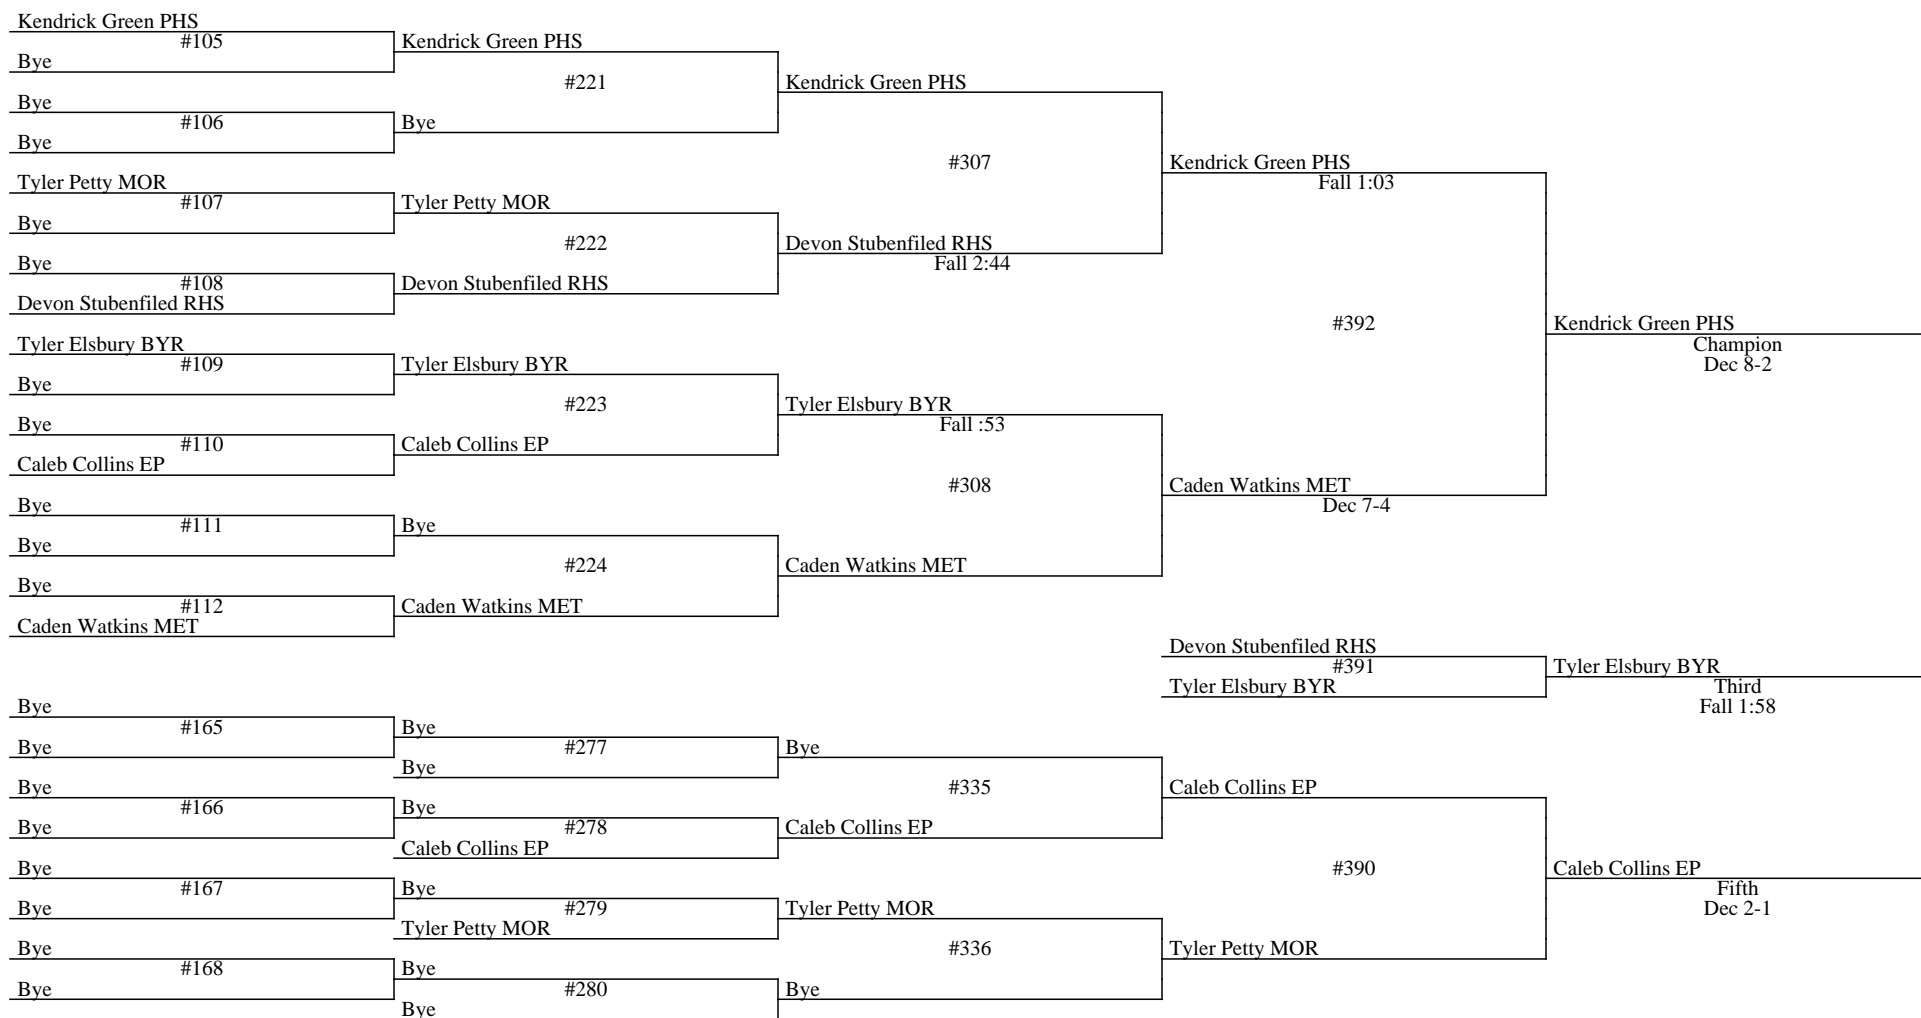 Kendrick Green PHS
#105
Kendrick Green PHS
Bye
#221
Kendrick Green PHS
Bye
#106
Bye
Bye
#307
Kendrick Green PHS
Fall 1:03
Tyler Petty MOR
#107
Tyler Petty MOR
Bye
#222
Devon Stubenfiled RHS
Fall 2:44
Bye
#108
Devon Stubenfiled RHS
Devon Stubenfiled RHS
#392
Kendrick Green PHS
Champion
Dec 8-2
Tyler Elsbury BYR
#109
Tyler Elsbury BYR
Bye
#223
Tyler Elsbury BYR
Fall :53
Bye
#110
Caleb Collins EP
Caleb Collins EP
#308
Caden Watkins MET
Dec 7-4
Bye
#111
Bye
Bye
#224
Caden Watkins MET
Bye
#112
Caden Watkins MET
Caden Watkins MET
Devon Stubenfiled RHS
#391
Tyler Elsbury BYR
Tyler Elsbury BYR
Third
Fall 1:58
Bye
#165
Bye
Bye
#277
Bye
Bye
Bye
#335
Caleb Collins EP
#166
Bye
Bye
#278
Caleb Collins EP
Caleb Collins EP
Bye
#390
Caleb Collins EP
Fifth
Dec 2-1
#167
Bye
Bye
#279
Tyler Petty MOR
Tyler Petty MOR
Bye
#336
Tyler Petty MOR
#168
Bye
Bye
#280
Bye
Bye